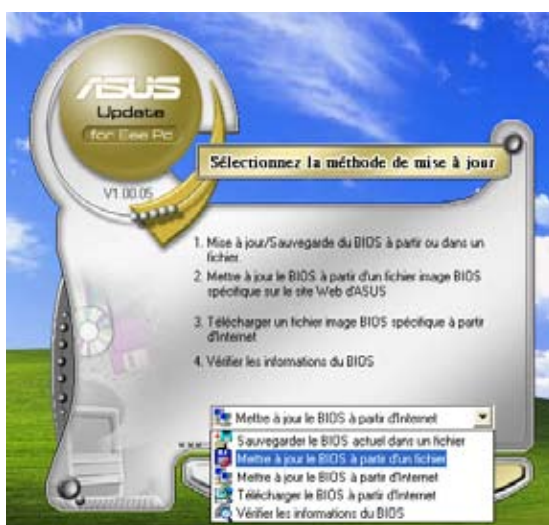 ASUS
Update
for Eee Pc
V1.00.05
Sélectionnez la méthode de mise à jour
1. Mise à jour/Sauvegarde du BIOS à partir ou dans un
fichier
2. Mettre à jour le BIOS à partir d'un fichier image BIOS
spécifique sur le site Web d'ASUS
3. Télécharger un fichier image BIOS spécifique à partir
d'Internet
4. Vérifier les informations du BIOS
Mettre à jour le BIOS à partir d'Internet
www
Sauvegarder le BIOS actuel dans un fichier
Mettre à jour le BIOS à partir d'un fichier
Mettre à jour le BIOS à partir d'Internet
Télécharger le BIOS à partir d'Internet
Vérifier les informations du BIOS